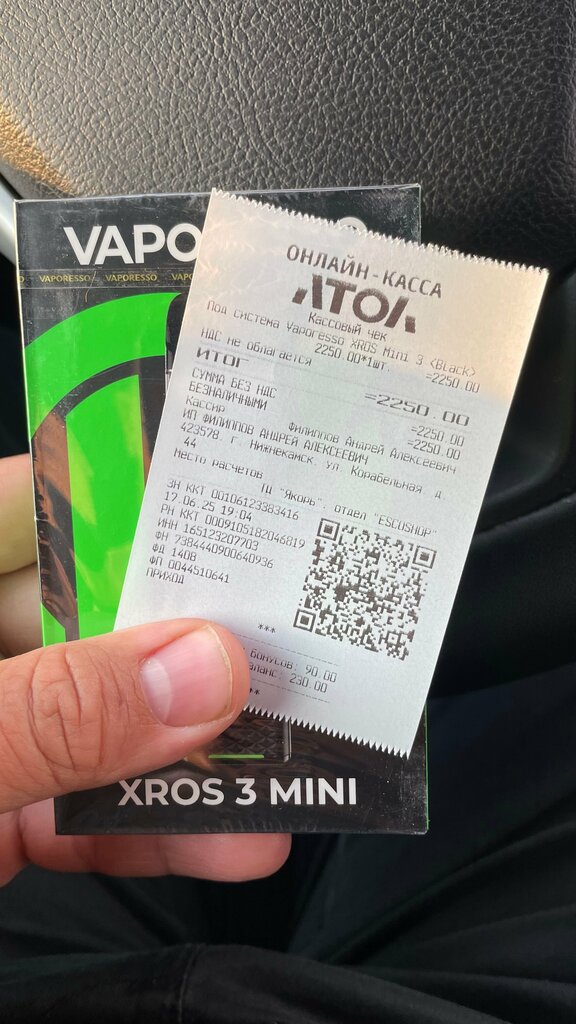 VAPO
VAPORESSO VAPORESSO VAPO
ОНЛАЙН-КАССА
АТОЛ
Кассовый чек
Под система Vaporesso XROS Mini 3 <Black>
2250.00*1шт. =2250.00
НДС не облагается
ИТОГ =2250.00
СУММА БЕЗ НДС =2250.00
БЕЗНАЛИЧНЫМИ =2250.00
Кассир Филиппов Андрей Алексеевич
ИП ФИЛИППОВ АНДРЕЙ АЛЕКСЕЕВИЧ
423578, г. Нижнекамск, ул. Корабельная, д.
44
Место расчетов
ТЦ "Якорь", отдел "ESCOSHOP"
ЗН ККТ 00106123383416
17.06.25 19:04
РН ККТ 0009105182046819
ИНН 165123207703
ФН 7384440900640936
ФД 1408
ФП 0044510641
ПРИХОД
***
бонусов: 90.00
аланс: 230.00
**
XROS 3 MINI